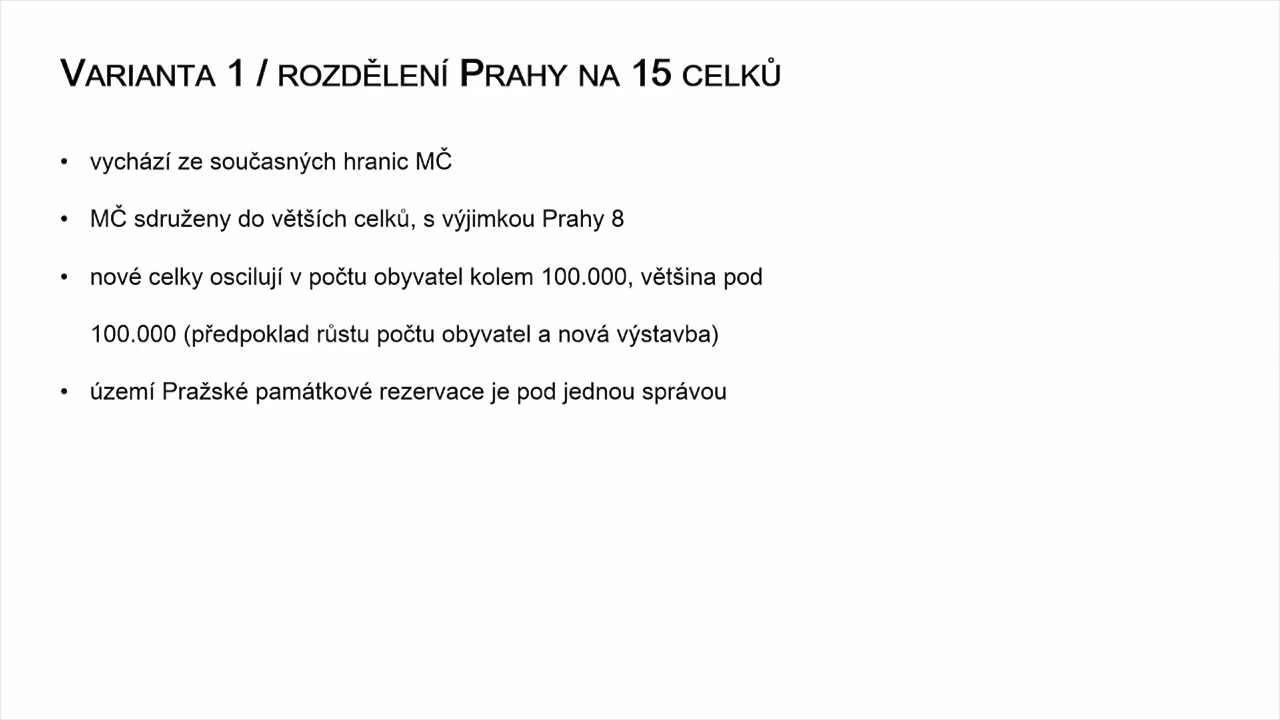 Varianta 1 / rozdělení Prahy na 15 celků
• vychází ze současných hranic MČ
• MČ sdruženy do větších celků, s výjimkou Prahy 8
• nové celky oscilují v počtu obyvatel kolem 100.000, většina pod
100.000 (předpoklad růstu počtu obyvatel a nová výstavba)
• území Pražské památkové rezervace je pod jednou správou